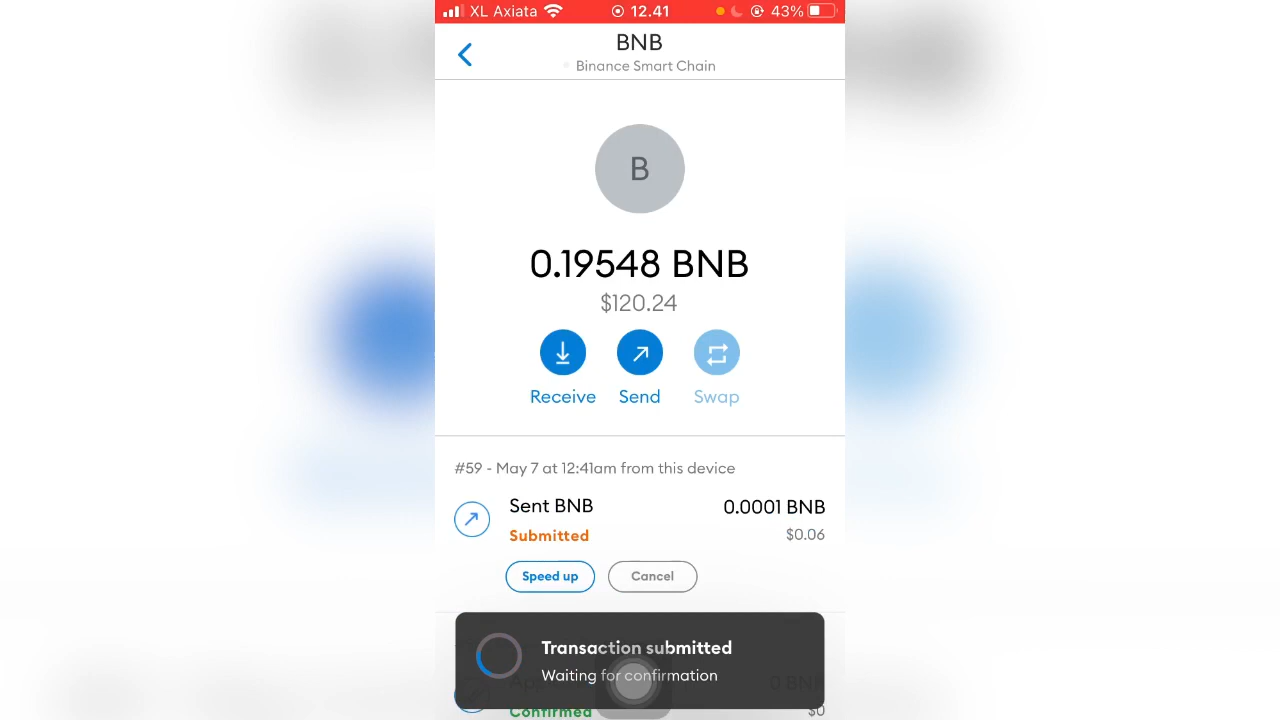 XL Axiata 12.41 43%
BNB
Binance Smart Chain
B
0.19548 BNB
$120.24
Receive Send Swap
#59 - May 7 at 12:41am from this device
Sent BNB 0.0001 BNB
Submitted $0.06
Speed up Cancel
Transaction submitted
Waiting for confirmation
0 BNB
Confirmed $0